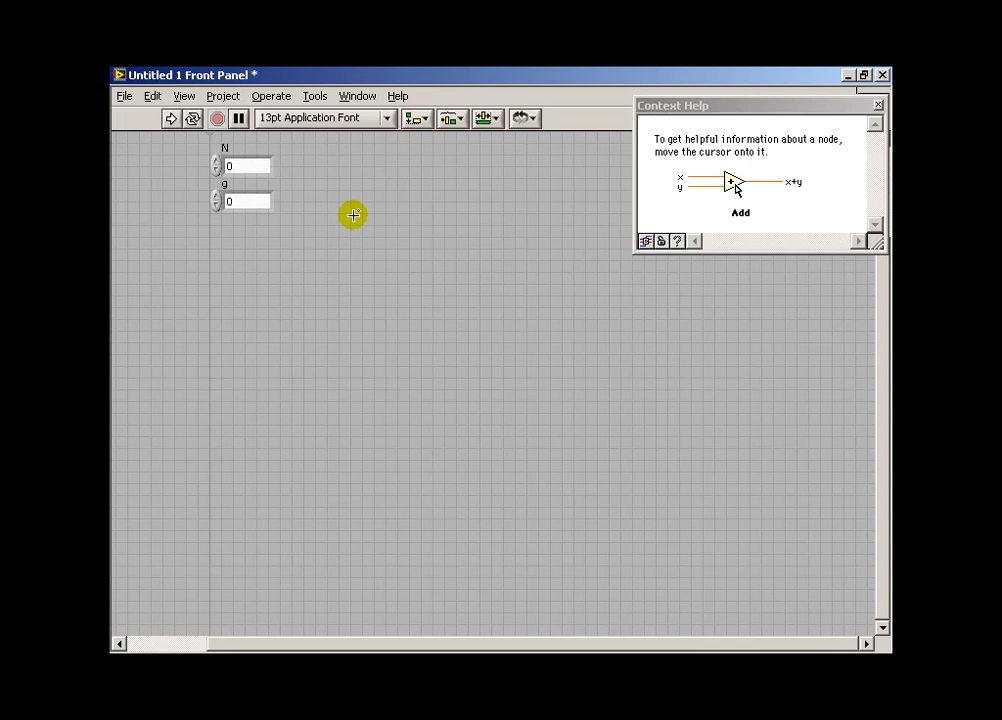 Untitled 1 Front Panel *
File Edit View Project Operate Tools Window Help
13pt Application Font
Context Help
To get helpful information about a node,
move the cursor onto it.
x
y
+
x+y
Add
?
N
0
g
0